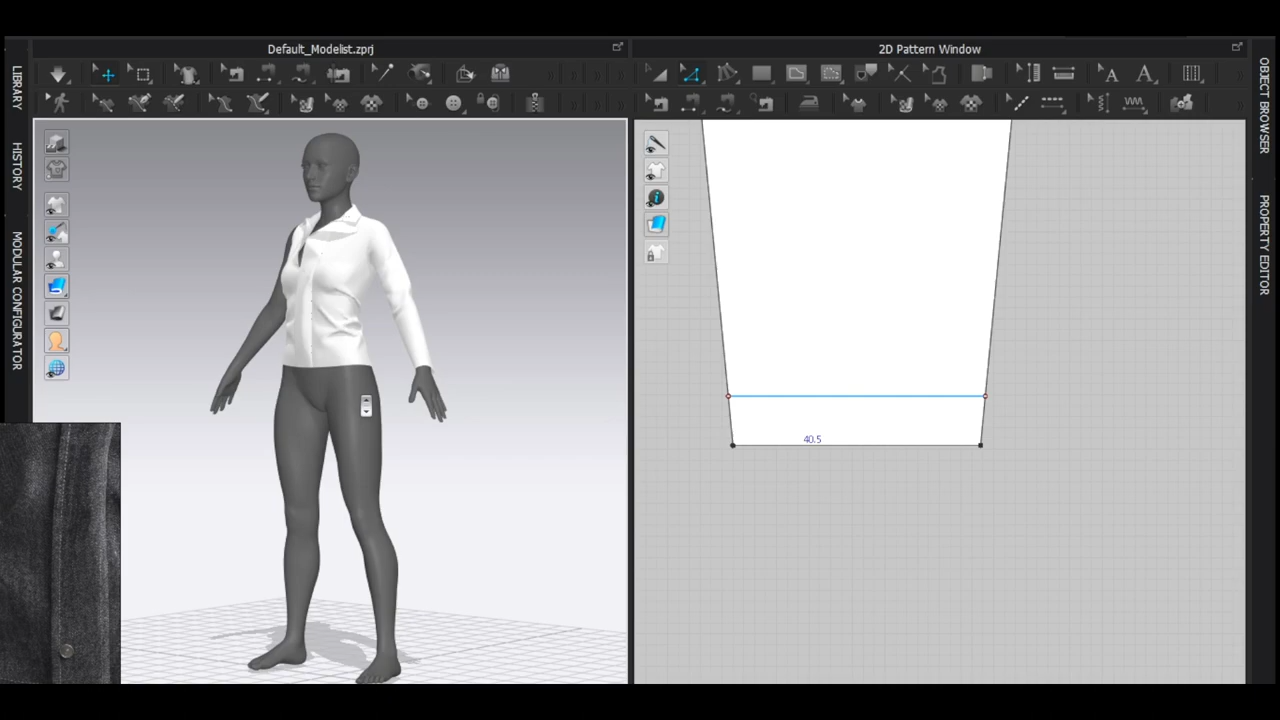 Default_Modelist.zprj
2D Pattern Window
LIBRARY
HISTORY
MODULAR CONFIGURATOR
40.5
OBJECT BROWSER
PROPERTY EDITOR